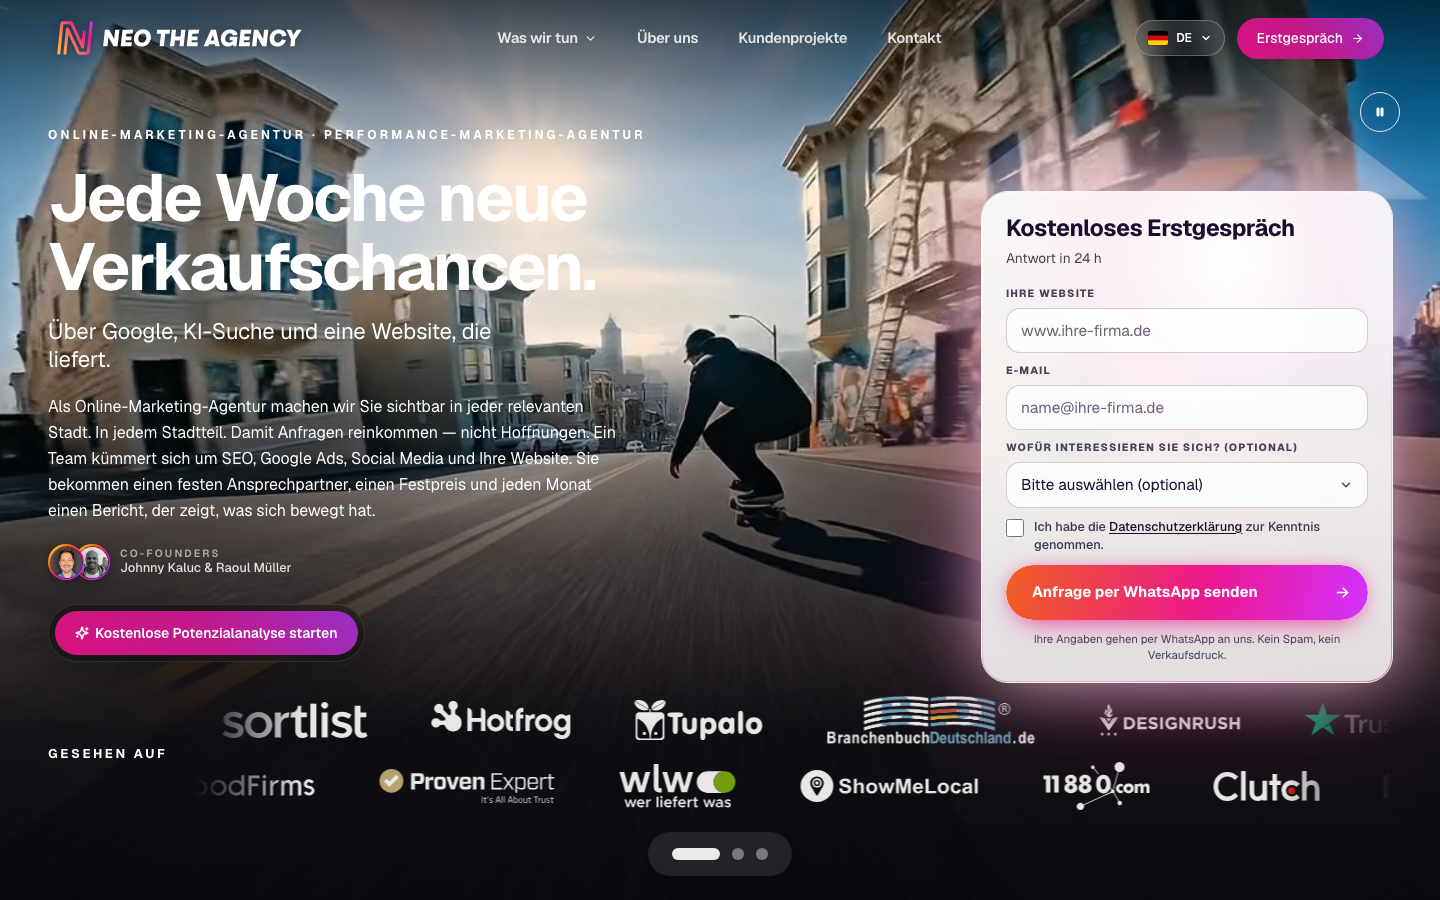 NEO THE AGENCY
Was wir tun
Über uns
Kundenprojekte
Kontakt
DE
Erstgespräch
ONLINE-MARKETING-AGENTUR · PERFORMANCE-MARKETING-AGENTUR
Jede Woche neue
Verkaufschancen.
Über Google, KI-Suche und eine Website, die
liefert.
Als Online-Marketing-Agentur machen wir Sie sichtbar in jeder relevanten
Stadt. In jedem Stadtteil. Damit Anfragen reinkommen — nicht Hoffnungen. Ein
Team kümmert sich um SEO, Google Ads, Social Media und Ihre Website. Sie
bekommen einen festen Ansprechpartner, einen Festpreis und jeden Monat
einen Bericht, der zeigt, was sich bewegt hat.
CO-FOUNDERS
Johnny Kaluc & Raoul Müller
Kostenlose Potenzialanalyse starten
Kostenloses Erstgespräch
Antwort in 24 h
IHRE WEBSITE
www.ihre-firma.de
E-MAIL
name@ihre-firma.de
WOFÜR INTERESSIEREN SIE SICH? (OPTIONAL)
Bitte auswählen (optional)
Ich habe die Datenschutzerklärung zur Kenntnis
genommen.
Anfrage per WhatsApp senden
Ihre Angaben gehen per WhatsApp an uns. Kein Spam, kein
Verkaufsdruck.
GESEHEN AUF
sortlist
Hotfrog
Tupalo
BranchenbuchDeutschland.de
DESIGNRUSH
Trus
oodFirms
Proven Expert
It's All About Trust
wlw
wer liefert was
ShowMeLocal
11880.com
Clutch